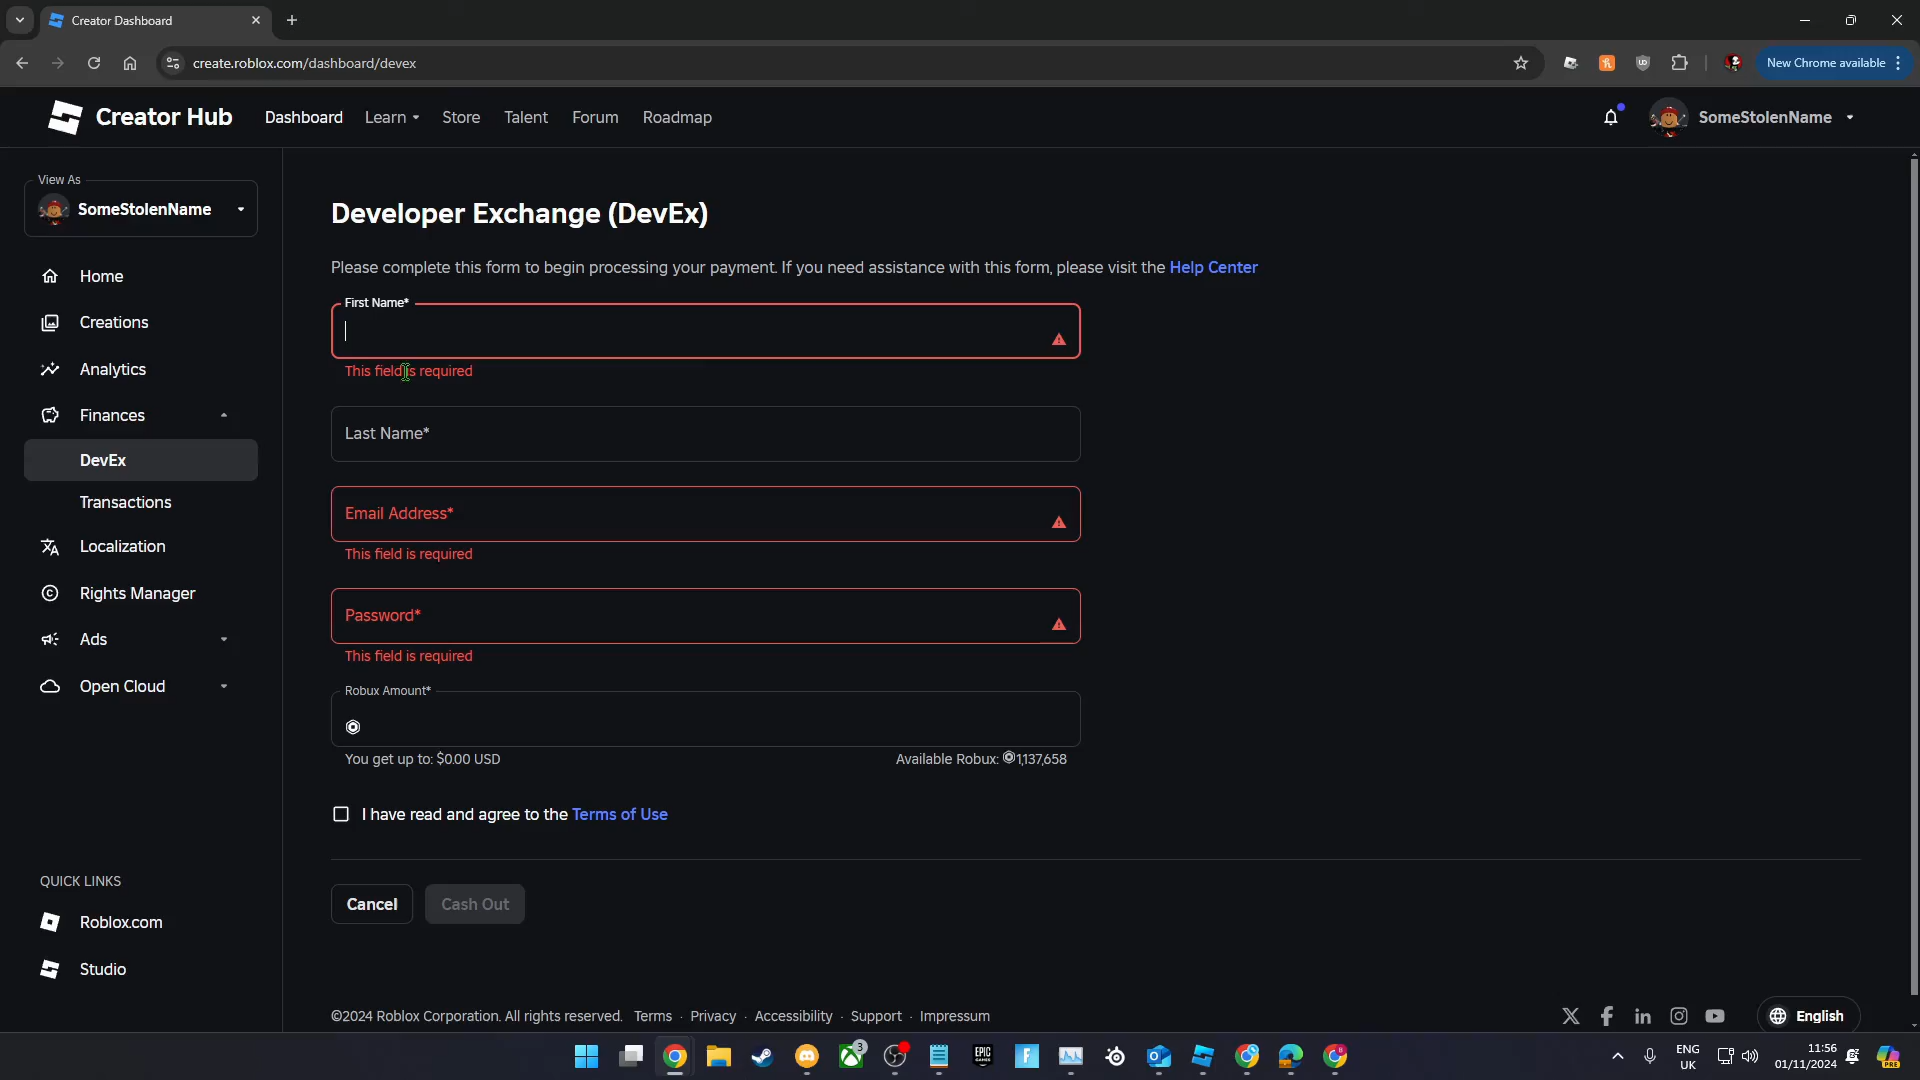 Creator Dashboard
create.roblox.com/dashboard/devex
New Chrome available
Creator Hub
Dashboard
Learn
Store
Talent
Forum
Roadmap
SomeStolenName
View As
SomeStolenName
Home
Creations
Analytics
Finances
DevEx
Transactions
Localization
Rights Manager
Ads
Open Cloud
QUICK LINKS
Roblox.com
Studio
Developer Exchange (DevEx)
Please complete this form to begin processing your payment. If you need assistance with this form, please visit the Help Center
First Name*
This field is required
Last Name*
Email Address*
This field is required
Password*
This field is required
Robux Amount*
You get up to: $0.00 USD
Available Robux: 1,137,658
I have read and agree to the Terms of Use
Cancel
Cash Out
©2024 Roblox Corporation. All rights reserved. Terms · Privacy · Accessibility · Support · Impressum
English
EPIC
GAMES
3
ENG
UK
11:56
01/11/2024
PRE